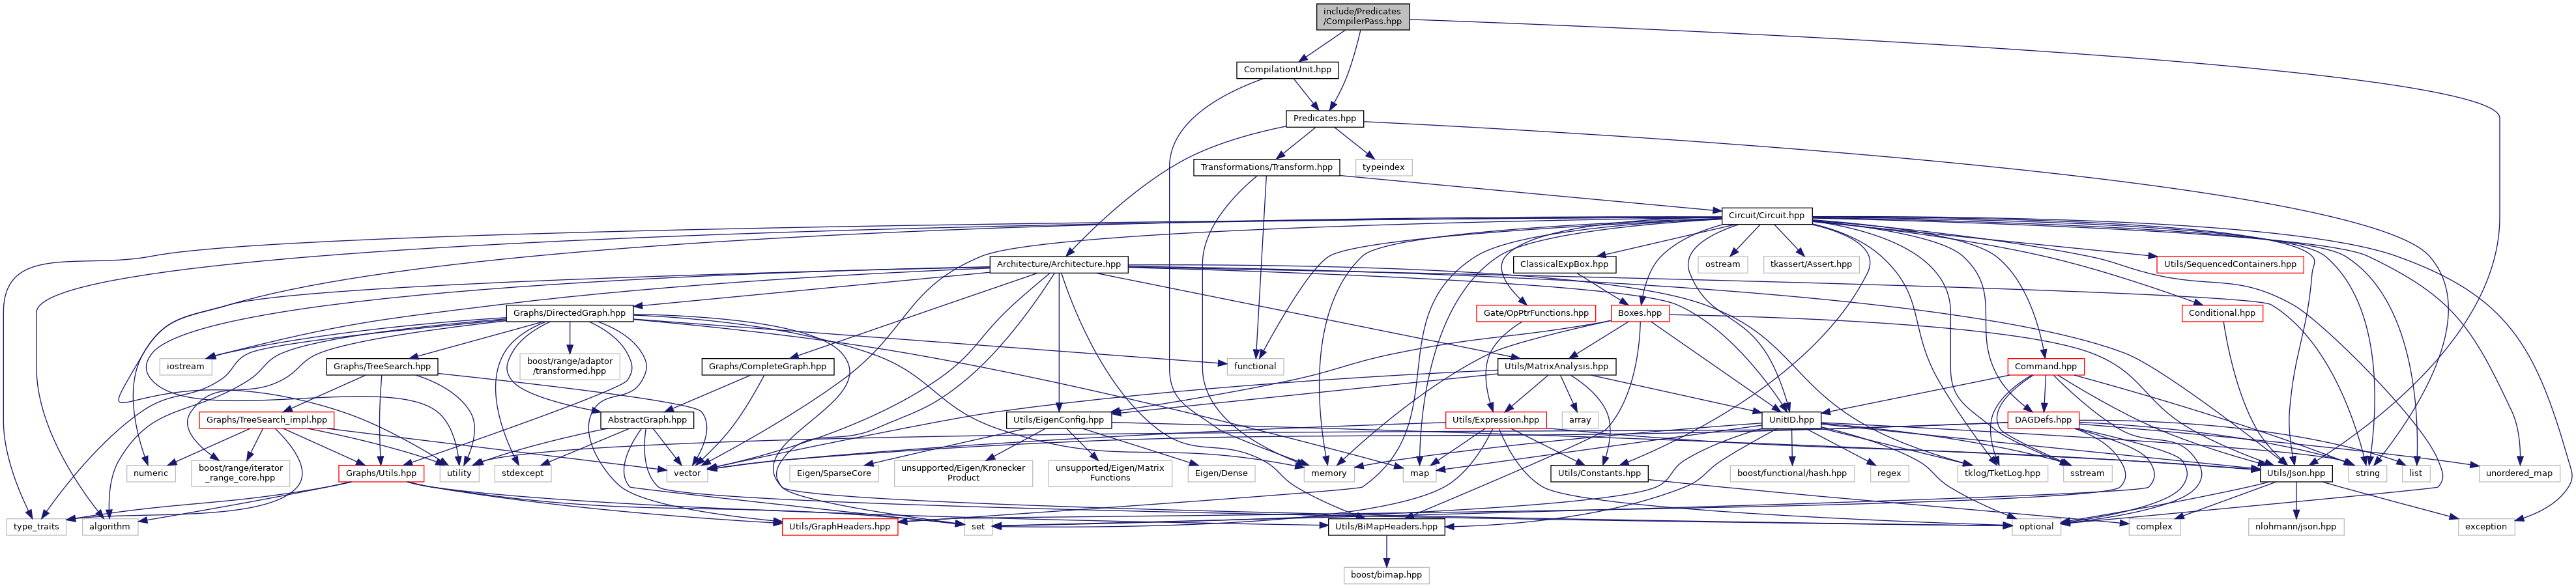 include/Predicates
/CompilerPass.hpp
CompilationUnit.hpp
Predicates.hpp
Transformations/Transform.hpp
typeindex
Circuit/Circuit.hpp
Architecture/Architecture.hpp
ClassicalExpBox.hpp
ostream
tkassert/Assert.hpp
Utils/SequencedContainers.hpp
Graphs/DirectedGraph.hpp
Gate/OpPtrFunctions.hpp
Boxes.hpp
Conditional.hpp
iostream
Graphs/TreeSearch.hpp
boost/range/adaptor
/transformed.hpp
Graphs/CompleteGraph.hpp
functional
Utils/MatrixAnalysis.hpp
Command.hpp
Graphs/TreeSearch_impl.hpp
AbstractGraph.hpp
Utils/EigenConfig.hpp
Utils/Expression.hpp
array
UnitID.hpp
DAGDefs.hpp
numeric
boost/range/iterator
_range_core.hpp
Graphs/Utils.hpp
utility
stdexcept
vector
Eigen/SparseCore
unsupported/Eigen/Kronecker
Product
unsupported/Eigen/Matrix
Functions
Eigen/Dense
memory
map
Utils/Constants.hpp
boost/functional/hash.hpp
regex
tklog/TketLog.hpp
sstream
Utils/Json.hpp
string
list
unordered_map
type_traits
algorithm
Utils/GraphHeaders.hpp
set
Utils/BiMapHeaders.hpp
optional
complex
nlohmann/json.hpp
exception
boost/bimap.hpp